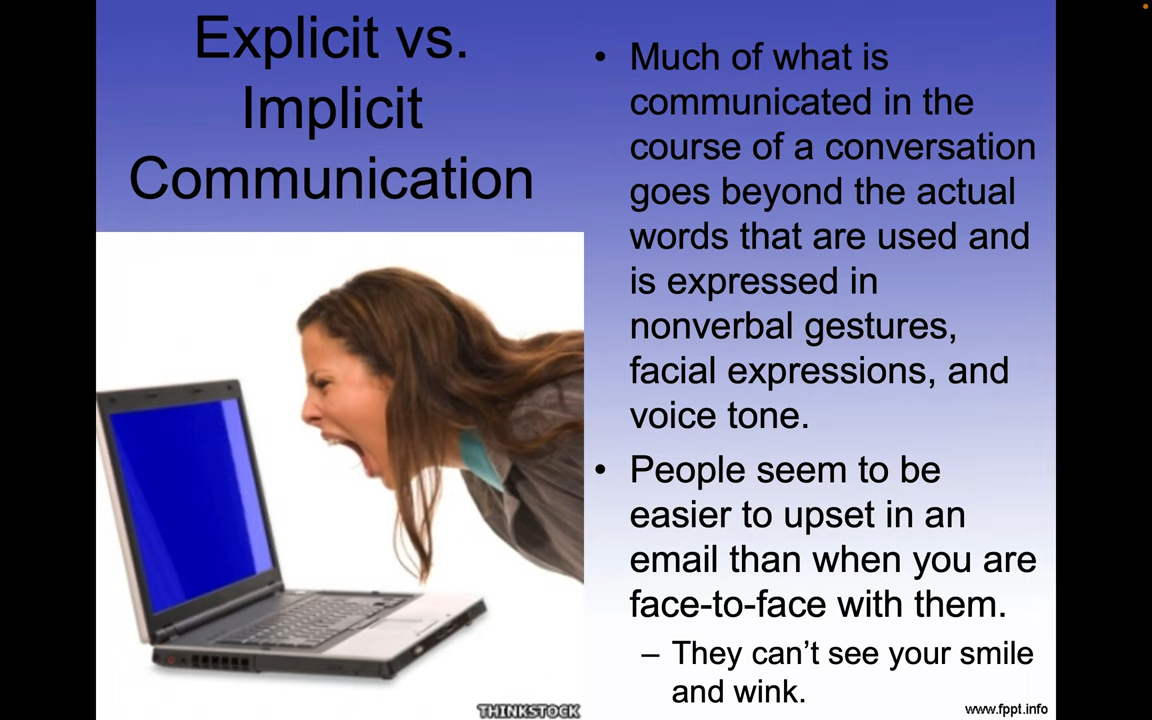 Explicit vs.
Implicit
Communication
• Much of what is
communicated in the
course of a conversation
goes beyond the actual
words that are used and
is expressed in
nonverbal gestures,
facial expressions, and
voice tone.
• People seem to be
easier to upset in an
email than when you are
face-to-face with them.
– They can’t see your smile
and wink.
THINKSTOCK
www.fppt.info